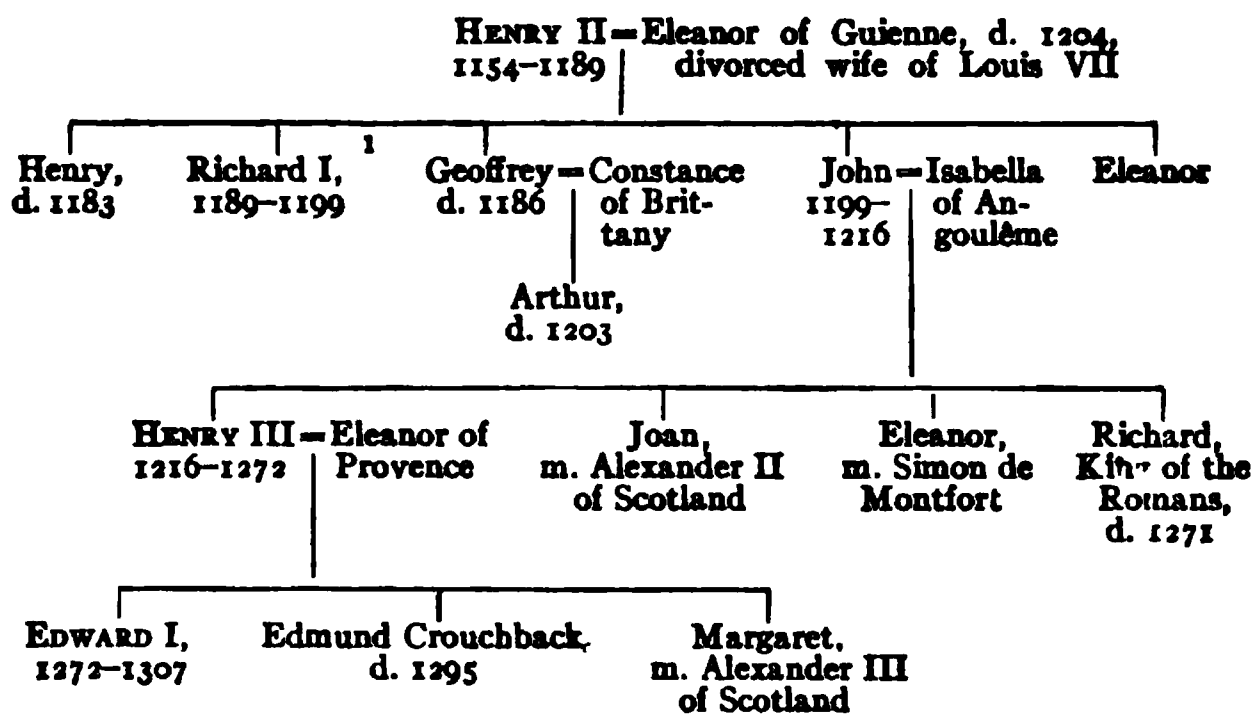 HENRY II = Eleanor of Guienne, d. 1204,
1154–1189 divorced wife of Louis VII
1
Henry,
d. 1183
Richard I,
1189–1199
Geoffrey = Constance
d. 1186 of Brit-
tany
John = Isabella
1199– of An-
1216 goulême
Eleanor
Arthur,
d. 1203
HENRY III = Eleanor of
1216–1272 Provence
Joan,
m. Alexander II
of Scotland
Eleanor,
m. Simon de
Montfort
Richard,
of the
Romans,
d. 1271
EDWARD I,
1272–1307
Edmund Crouchback,
d. 1295
Margaret,
m. Alexander III
of Scotland